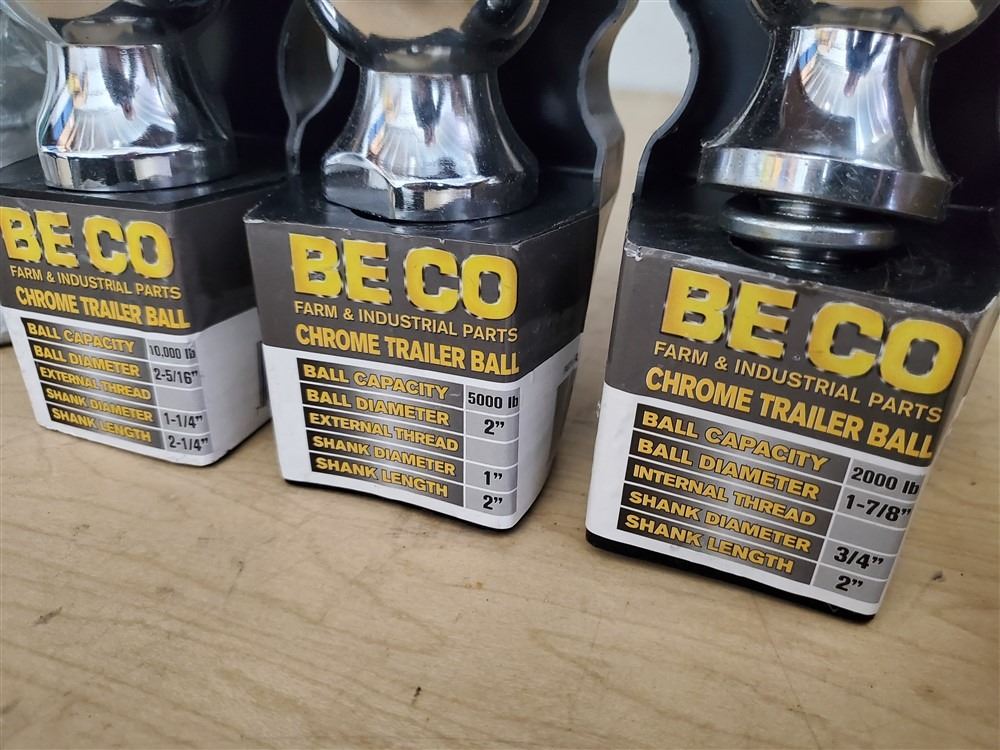 BE CO
FARM & INDUSTRIAL PARTS
CHROME TRAILER BALL
BALL CAPACITY 10,000 lb
BALL DIAMETER 2-5/16"
EXTERNAL THREAD
SHANK DIAMETER 1-1/4"
SHANK LENGTH 2-1/4"
BE CO
FARM & INDUSTRIAL PARTS
CHROME TRAILER BALL
BALL CAPACITY 5000 lb
BALL DIAMETER 2"
EXTERNAL THREAD
SHANK DIAMETER 1"
SHANK LENGTH 2"
BE CO
FARM & INDUSTRIAL PARTS
CHROME TRAILER BALL
BALL CAPACITY 2000 lb
BALL DIAMETER 1-7/8"
INTERNAL THREAD
SHANK DIAMETER 3/4"
SHANK LENGTH 2"